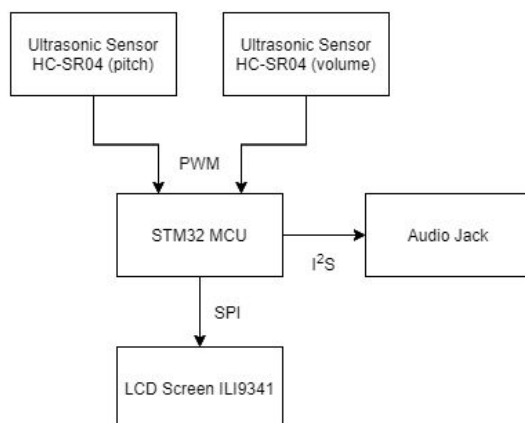 Ultrasonic Sensor
HC-SR04 (pitch)
Ultrasonic Sensor
HC-SR04 (volume)
PWM
STM32 MCU
Audio Jack
I²S
SPI
LCD Screen ILI9341